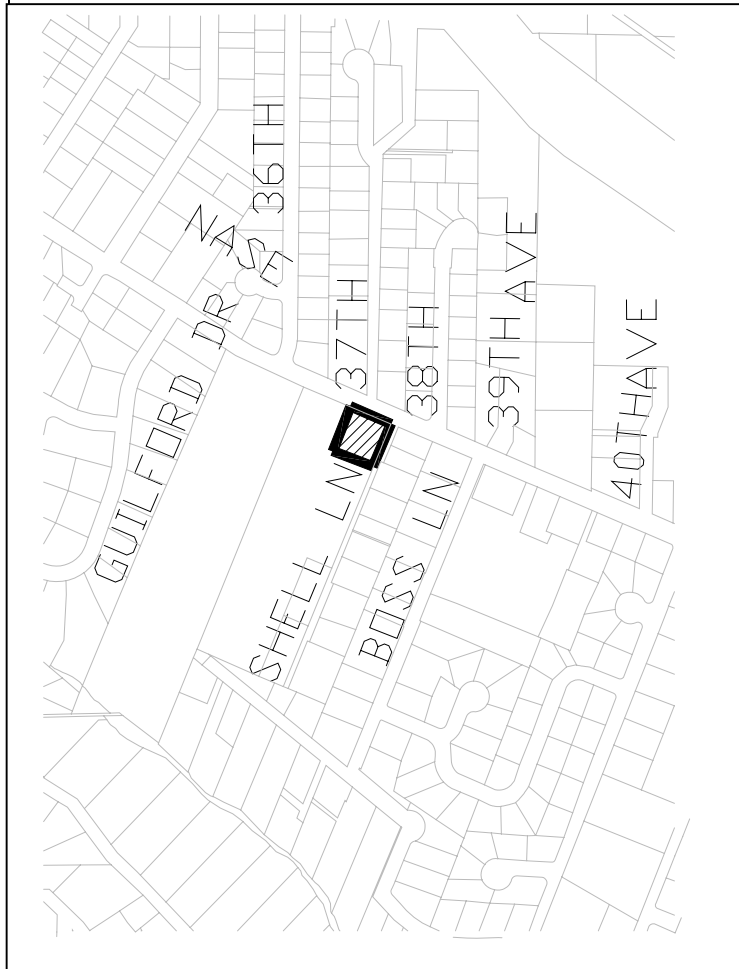 36TH
NASE
37TH
38TH
39TH AVE
40TH AVE
GUILFORD DR
SHELL LN
BOSS LN